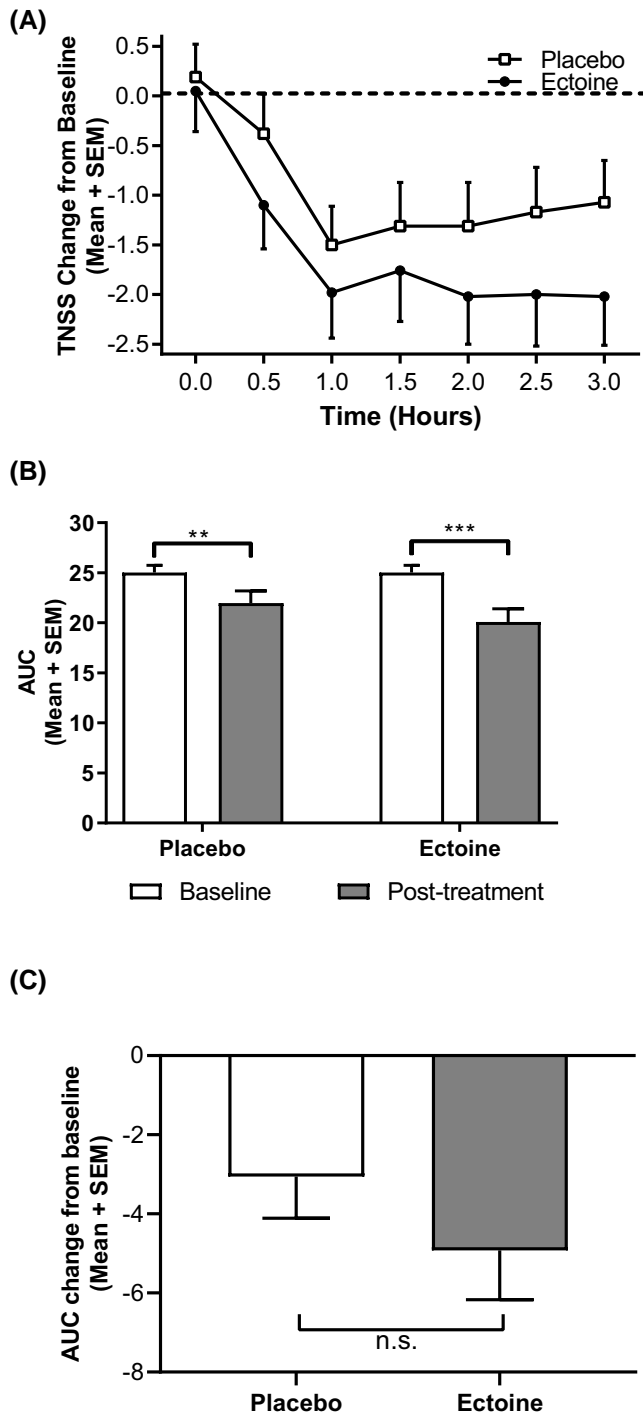 (A)
TNSS Change from Baseline
(Mean + SEM)
0.5
0.0
-0.5
-1.0
-1.5
-2.0
-2.5
Placebo
Ectoine
0.0 0.5 1.0 1.5 2.0 2.5 3.0
Time (Hours)
(B)
AUC
(Mean + SEM)
30
25
20
15
10
5
0
** ***
Placebo Ectoine
Baseline Post-treatment
(C)
AUC change from baseline
(Mean + SEM)
0
-2
-4
-6
-8
n.s.
Placebo Ectoine